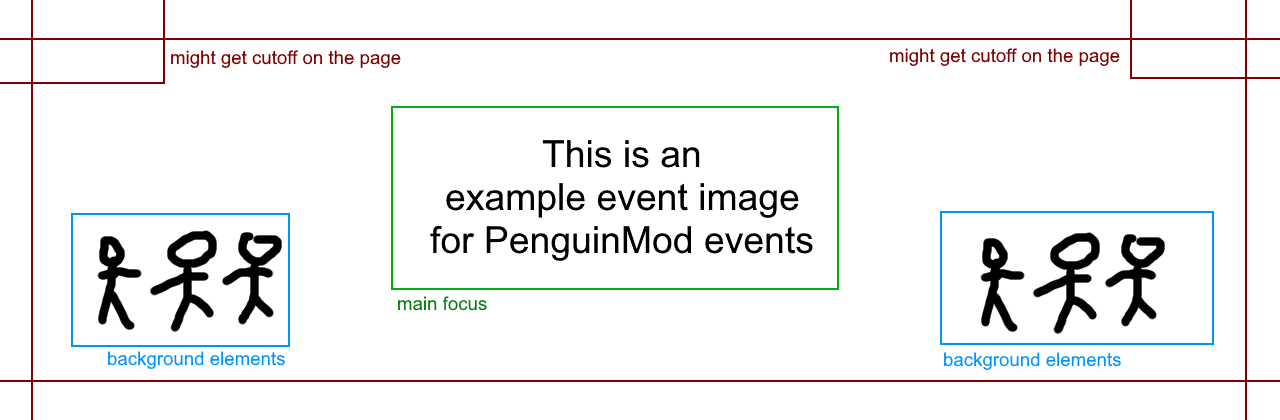 might get cutoff on the page
might get cutoff on the page
This is an
example event image
for PenguinMod events
main focus
background elements
background elements